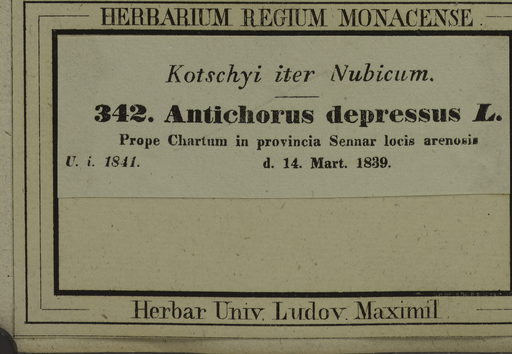 HERBARIUM REGIUM MONACENSE.
Kotschyi iter Nubicum.
342. Antichorus depressus L.
Prope Chartum in provincia Sennar locis arenosis
U. i. 1841. d. 14. Mart. 1839.
Herbar Univ. Ludov. Maximil